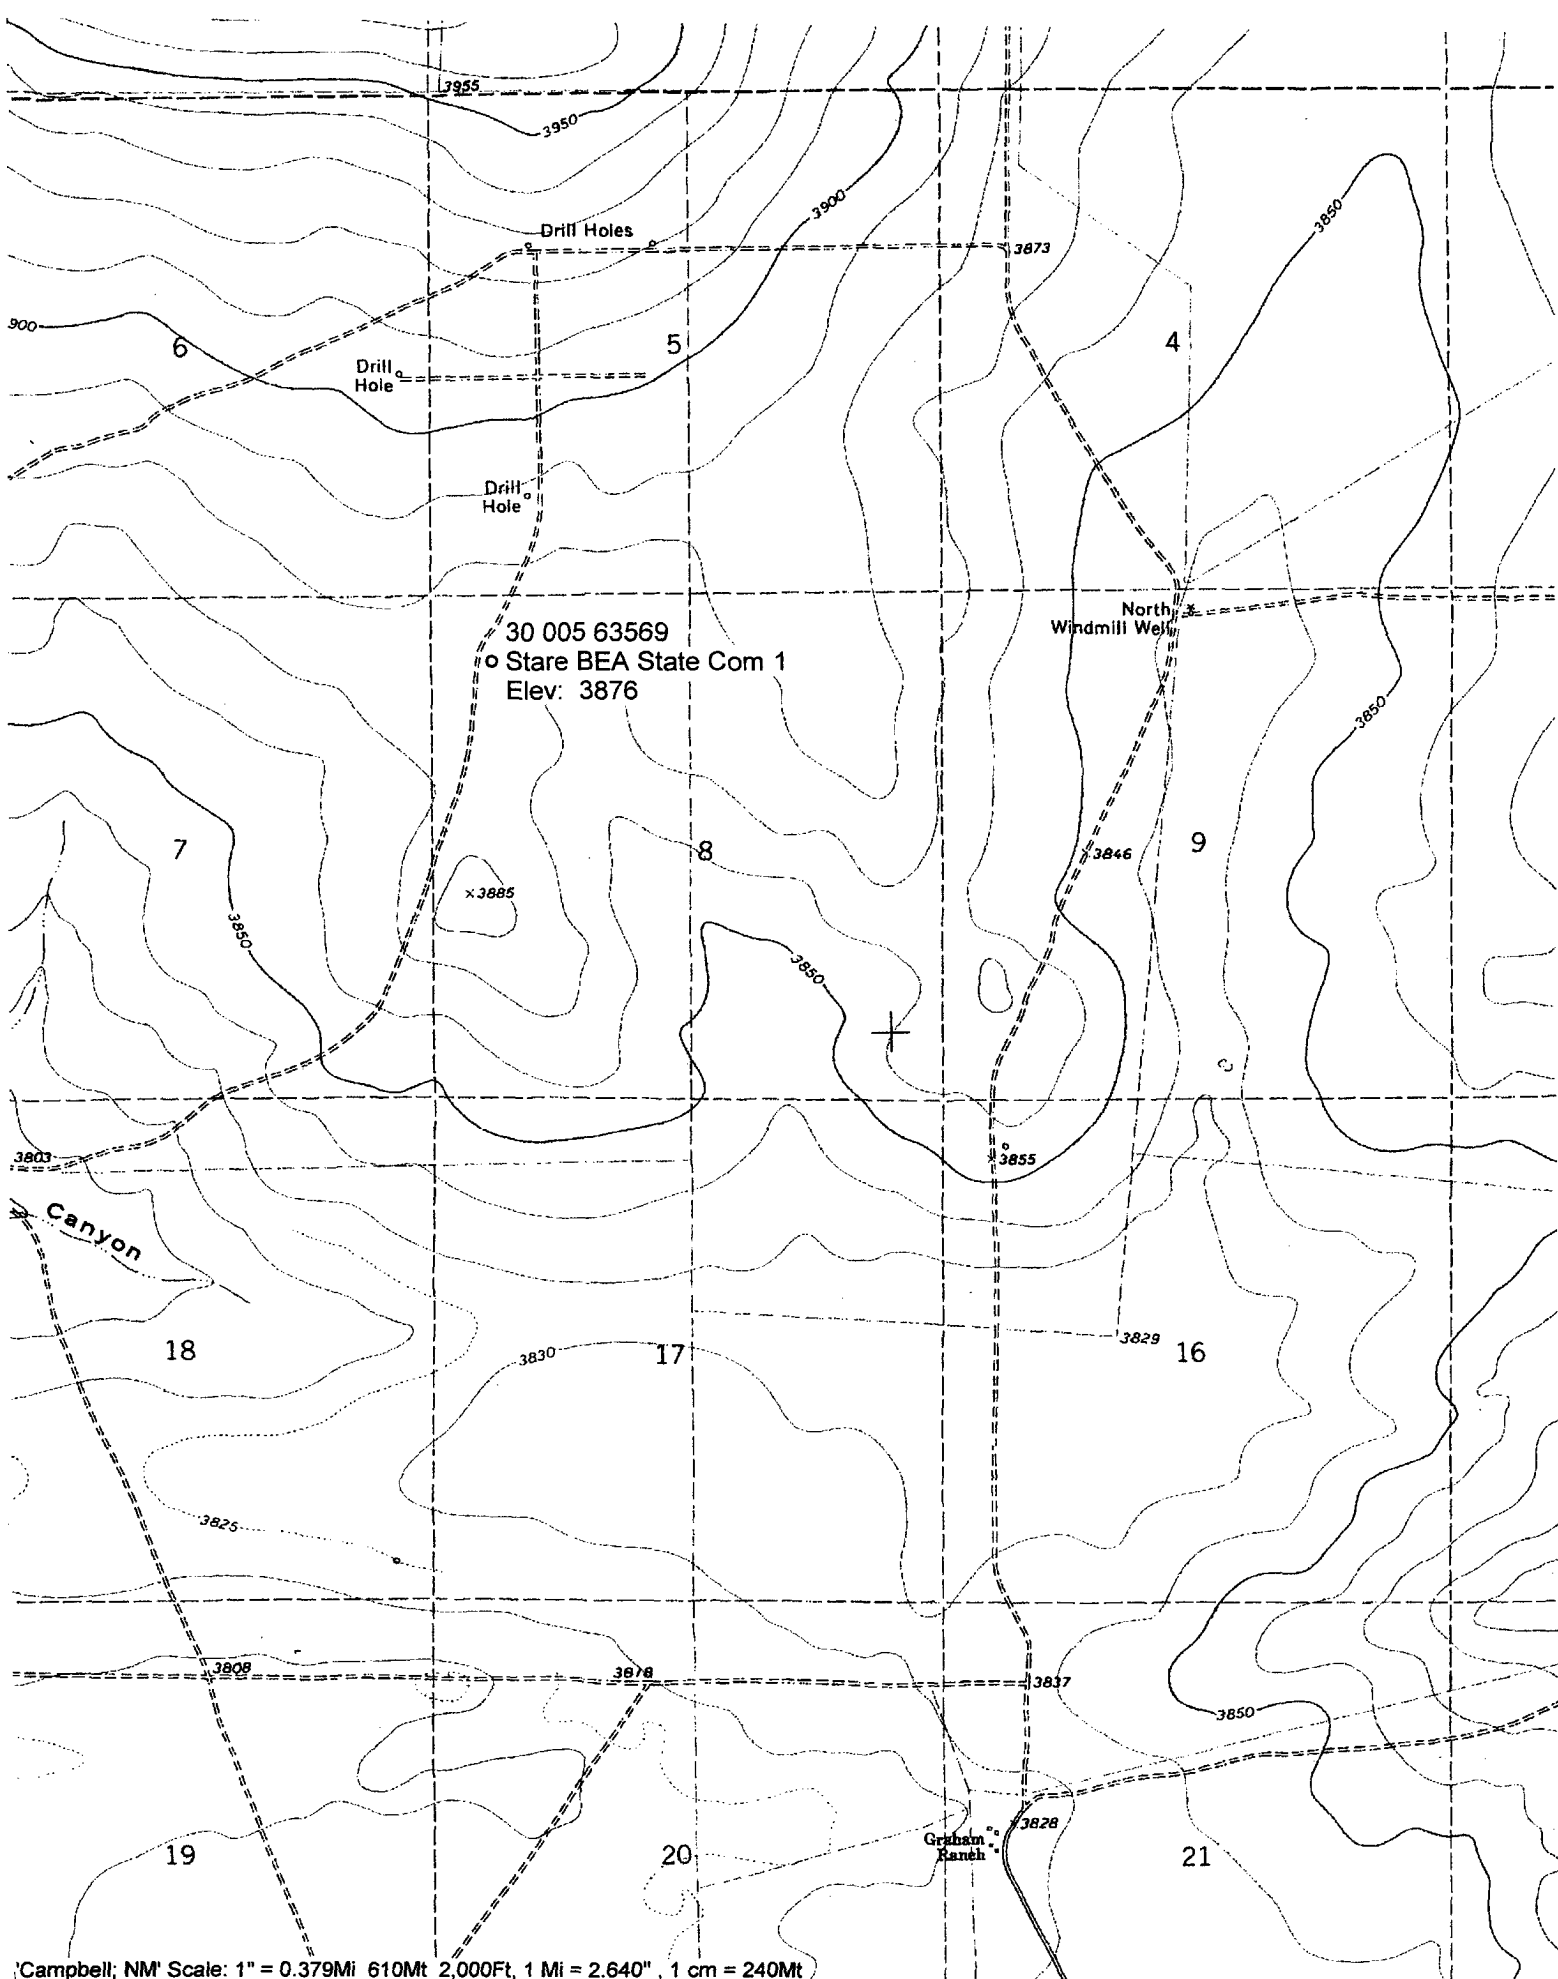 3955
3950
3900
Drill Holes
3873
3850
900
6
5
4
Drill
Hole
Drill
Hole
North
Windmill Well
30 005 63569
Stare BEA State Com 1
Elev: 3876
3850
7
8
9
3846
3885
3850
3850
3803
3855
Canyon
3829
18
3830
17
16
3825
3808
3818
3837
3850
3828
Graham
Ranch
19
20
21
'Campbell; NM' Scale: 1" = 0.379Mi 610Mt 2,000Ft, 1 Mi = 2.640" , 1 cm = 240Mt